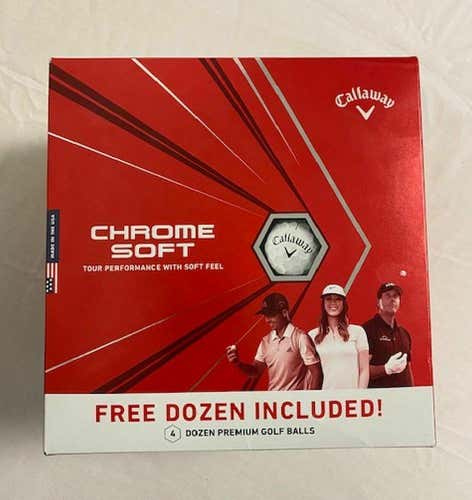 Callaway
CHROME
SOFT
TOUR PERFORMANCE WITH SOFT FEEL
Callaway
MADE IN THE USA
FREE DOZEN INCLUDED!
4 DOZEN PREMIUM GOLF BALLS